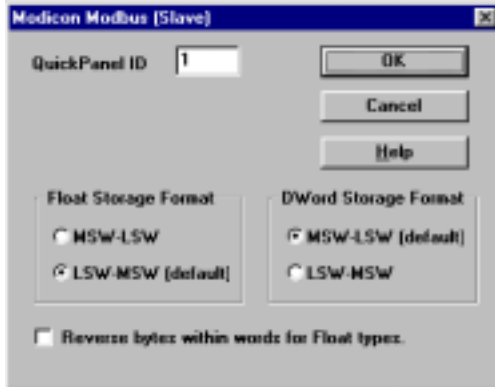 Modicon Modbus (Slave)
QuickPanel ID 1
OK
Cancel
Help
Float Storage Format
MSW-LSW
LSW-MSW (default)
DWord Storage Format
MSW-LSW (default)
LSW-MSW
Reverse bytes within words for Float types.